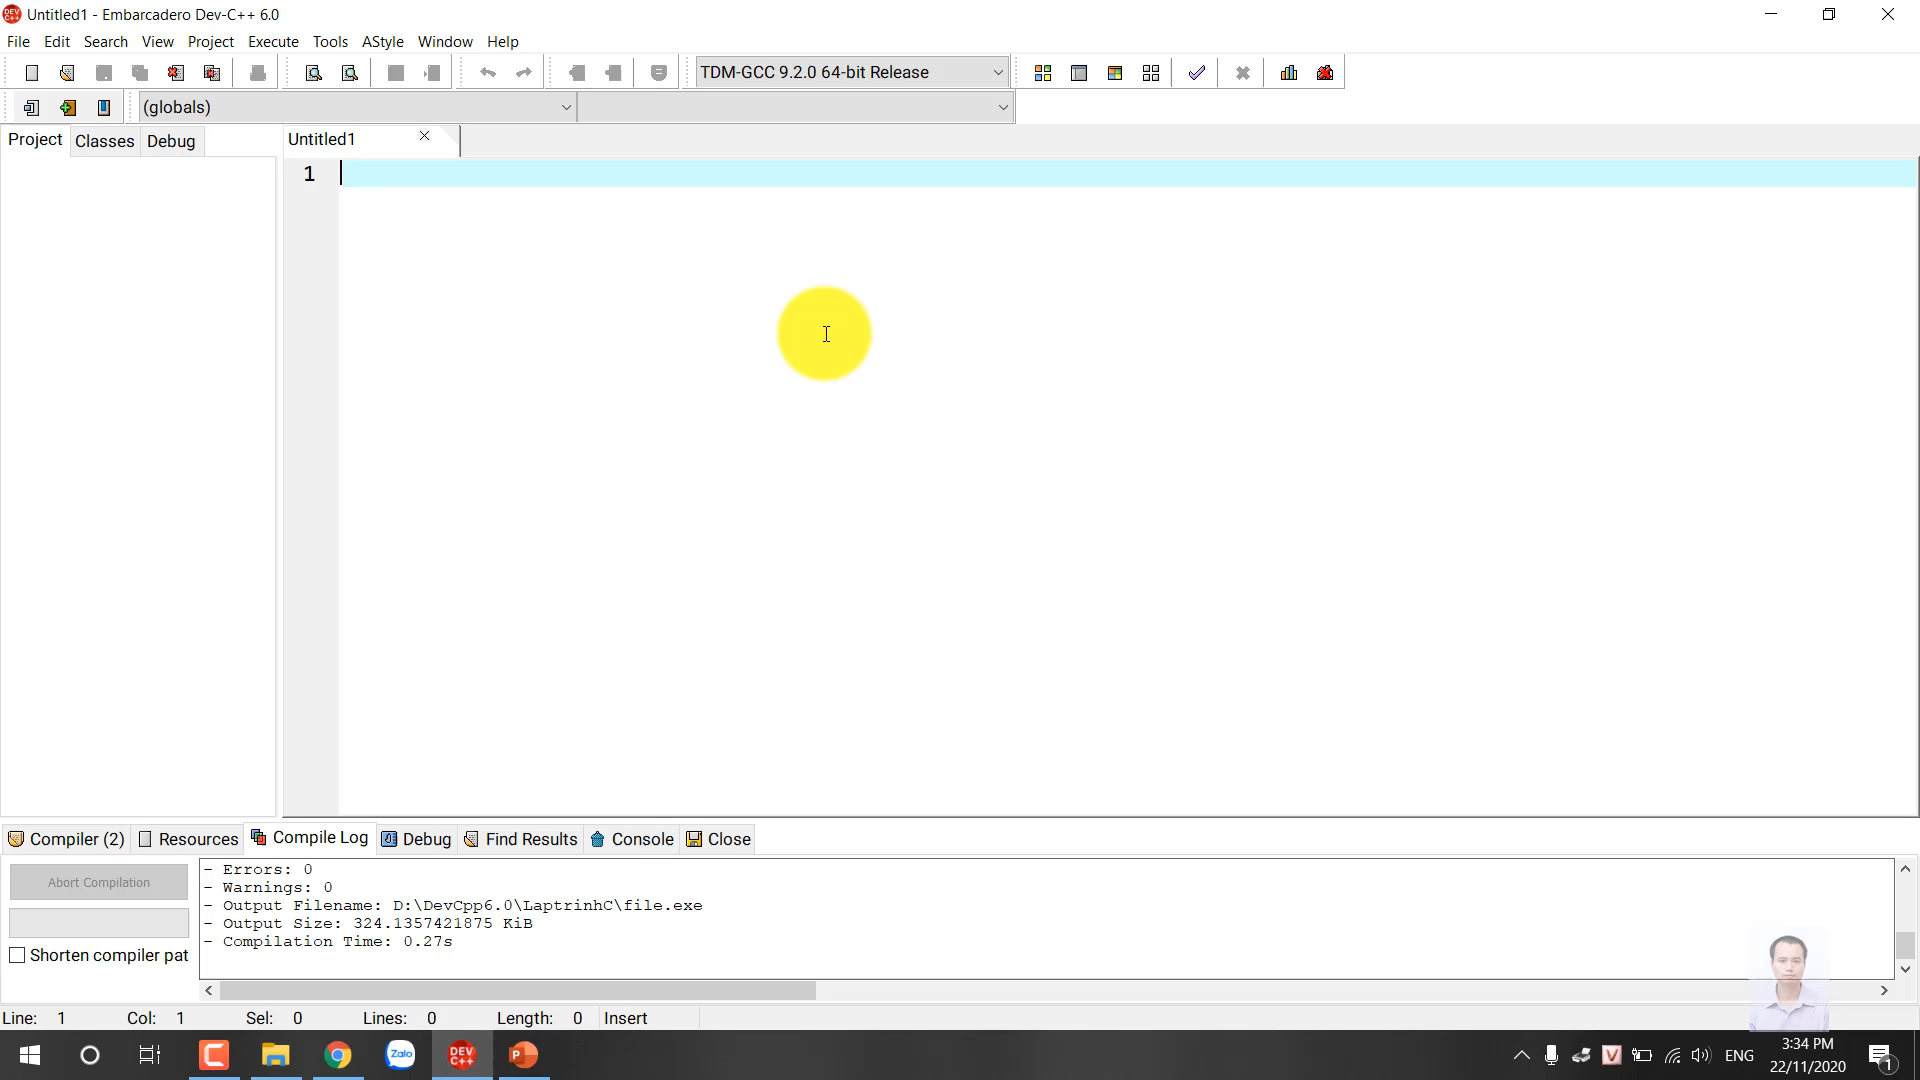 DEV C++ Untitled1 - Embarcadero Dev-C++ 6.0
File Edit Search View Project Execute Tools AStyle Window Help
TDM-GCC 9.2.0 64-bit Release
(globals)
Project Classes Debug
Untitled1
1
Compiler (2) Resources Compile Log Debug Find Results Console Close
Abort Compilation
Shorten compiler pat
- Errors: 0
- Warnings: 0
- Output Filename: D:\DevCpp6.0\LaptrinhC\file.exe
- Output Size: 324.1357421875 KiB
- Compilation Time: 0.27s
Line: 1 Col: 1 Sel: 0 Lines: 0 Length: 0 Insert
Zalo DEV C++ P V ENG 3:34 PM
22/11/2020 1